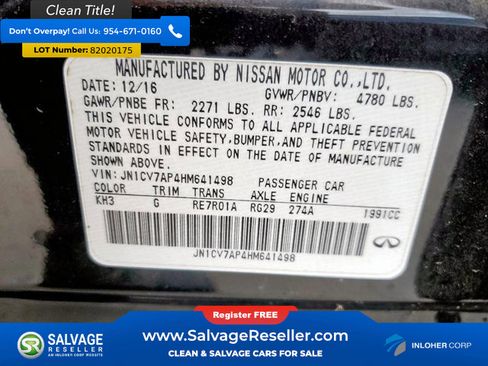 Clean Title!
Don't Overpay! Call Us: 954-671-0160
Lot Number: 82020175
MANUFACTURED BY NISSAN MOTOR CO.,LTD.
DATE: 12/16 GVWR/PNBV: 4780 LBS.
GAWR/PNBE FR: 2271 LBS. RR: 2546 LBS.
THIS VEHICLE CONFORMS TO ALL APPLICABLE FEDERAL
MOTOR VEHICLE SAFETY, BUMPER, AND THEFT PREVENTION
STANDARDS IN EFFECT ON THE DATE OF MANUFACTURE
SHOWN ABOVE.
VIN: JN1CV7AP4HM641498 PASSENGER CAR
COLOR TRIM TRANS AXLE ENGINE
KH3 G RE7R01A RG29 274A 1991CC
JN1CV7AP4HM641498
Register FREE
SALVAGE RESELLER
AN INLOHER CORP WEBSITE
www.SalvageReseller.com
CLEAN & SALVAGE CARS FOR SALE
INLOHER CORP